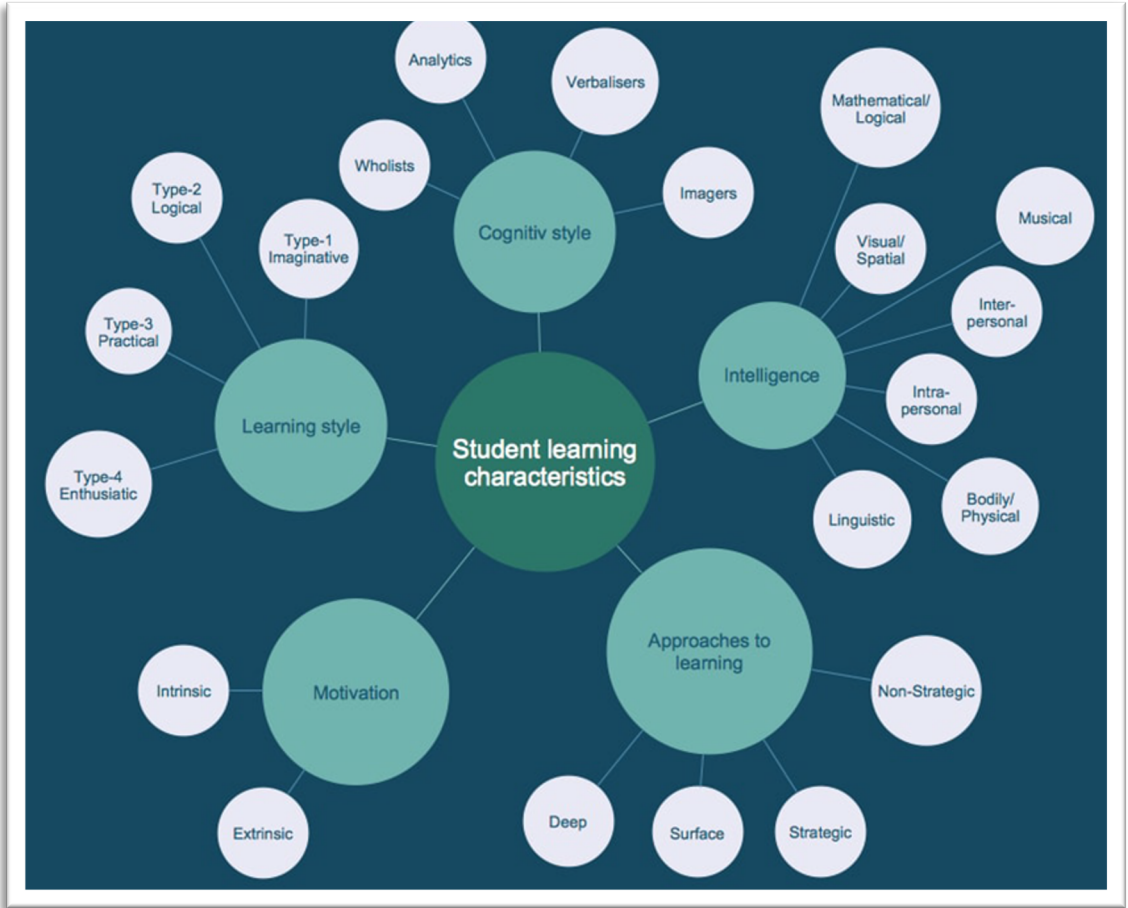 Analytics
Verbalisers
Mathematical/
Logical
Wholists
Imagers
Type-2
Logical
Type-1
Imaginative
Cognitiv style
Visual/
Spatial
Musical
Type-3
Practical
Inter-
personal
Intelligence
Intra-
personal
Learning style
Student learning
characteristics
Type-4
Enthusiatic
Linguistic
Bodily/
Physical
Approaches to
learning
Intrinsic
Motivation
Non-Strategic
Extrinsic
Deep
Surface
Strategic